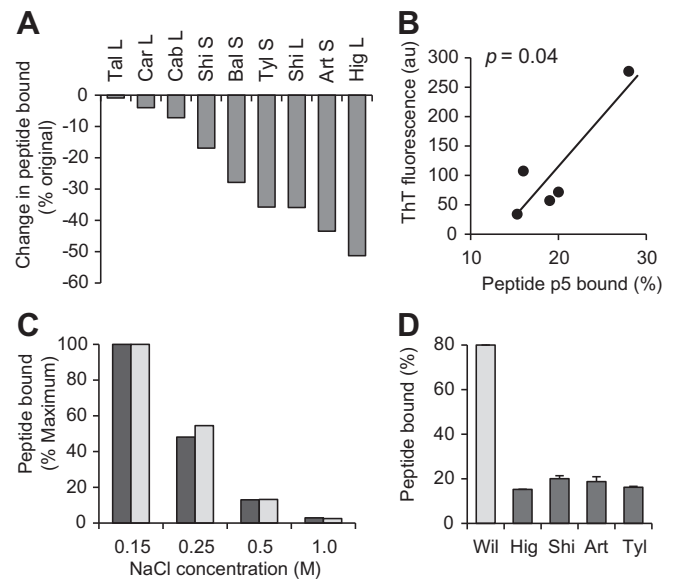 A
Tal L
Car L
Cab L
Shi S
Bal S
Tyl S
Shi L
Art S
Hig L
Change in peptide bound
(% original)
0
-10
-20
-30
-40
-50
-60
B
p = 0.04
ThT fluorescence (au)
300
250
200
150
100
50
0
10 20 30
Peptide p5 bound (%)
C
Peptide bound
(% Maximum)
100
80
60
40
20
0
0.15 0.25 0.5 1.0
NaCl concentration (M)
D
Peptide bound (%)
80
60
40
20
0
Wil Hig Shi Art Tyl